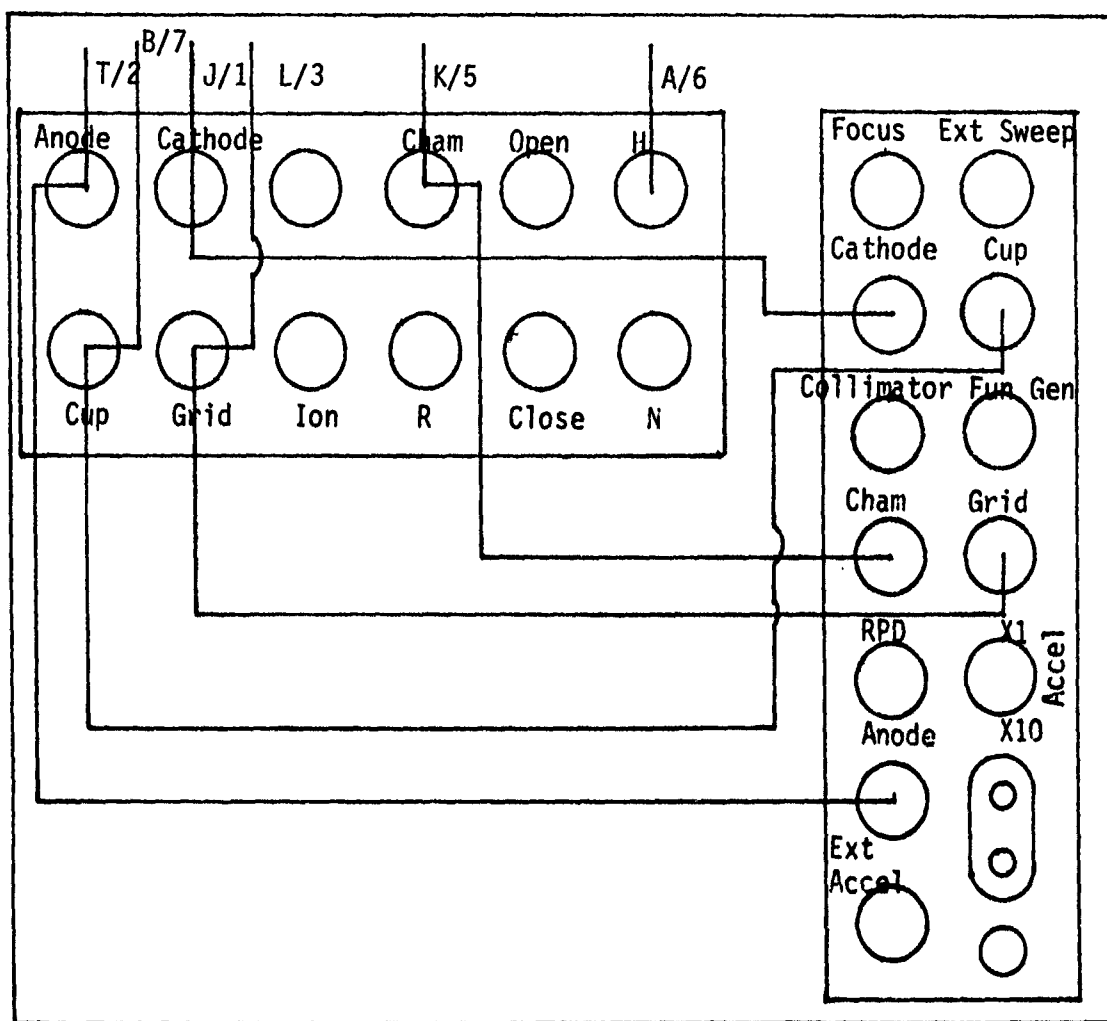 B/7
T/2 J/1 L/3 K/5 A/6
Anode Cathode Cham Open H
Cup Grid Ion R Close N
Focus Ext Sweep
Cathode Cup
Collimator Fun Gen
Cham Grid
RPD X1
Accel
Anode X10
Ext
Accel